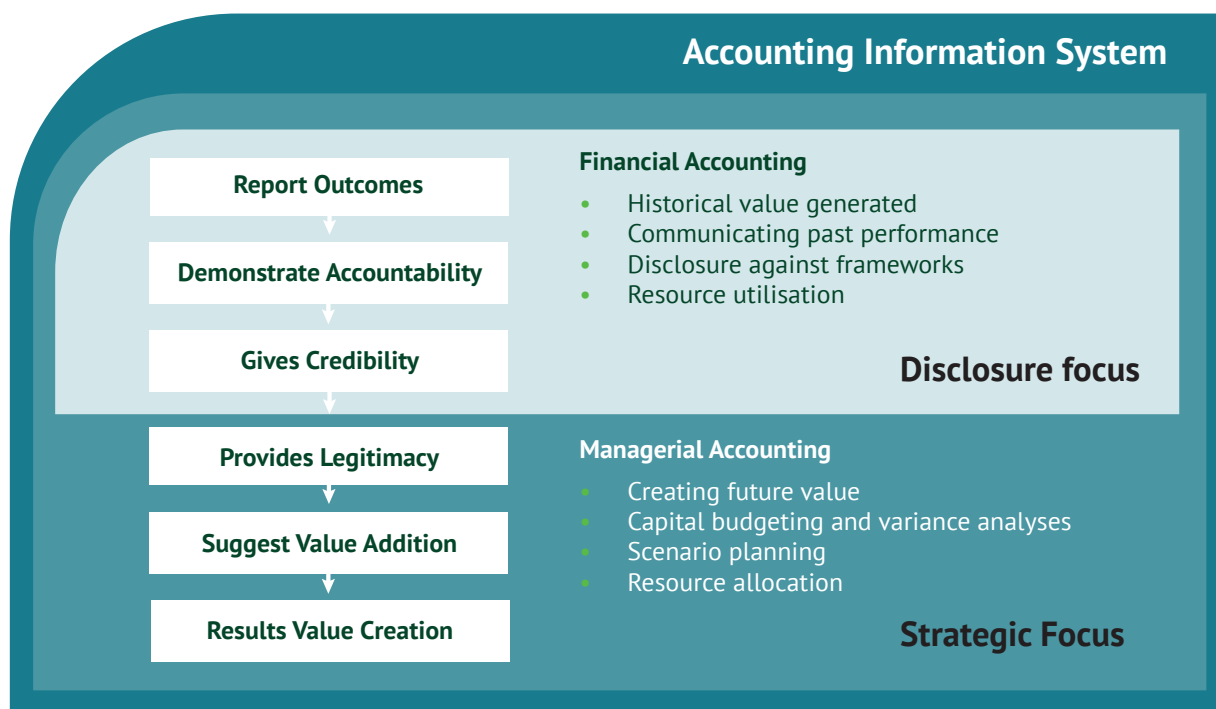 Accounting Information System
Report Outcomes
Demonstrate Accountability
Gives Credibility
Financial Accounting
• Historical value generated
• Communicating past performance
• Disclosure against frameworks
• Resource utilisation
Disclosure focus
Provides Legitimacy
Suggest Value Addition
Results Value Creation
Managerial Accounting
• Creating future value
• Capital budgeting and variance analyses
• Scenario planning
• Resource allocation
Strategic Focus